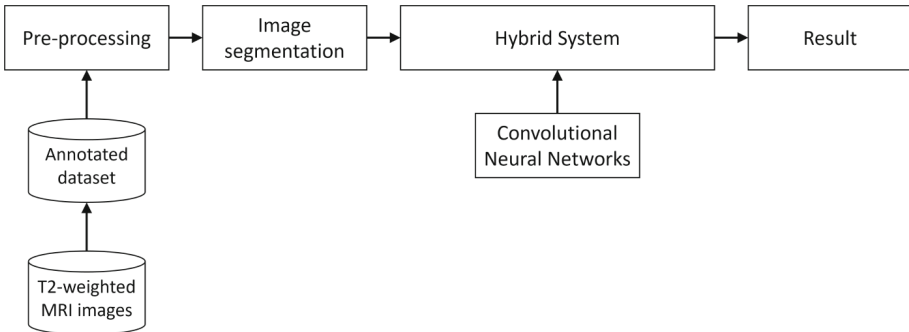 Pre-processing
Image
segmentation
Hybrid System
Result
Convolutional
Neural Networks
Annotated
dataset
T2-weighted
MRI images